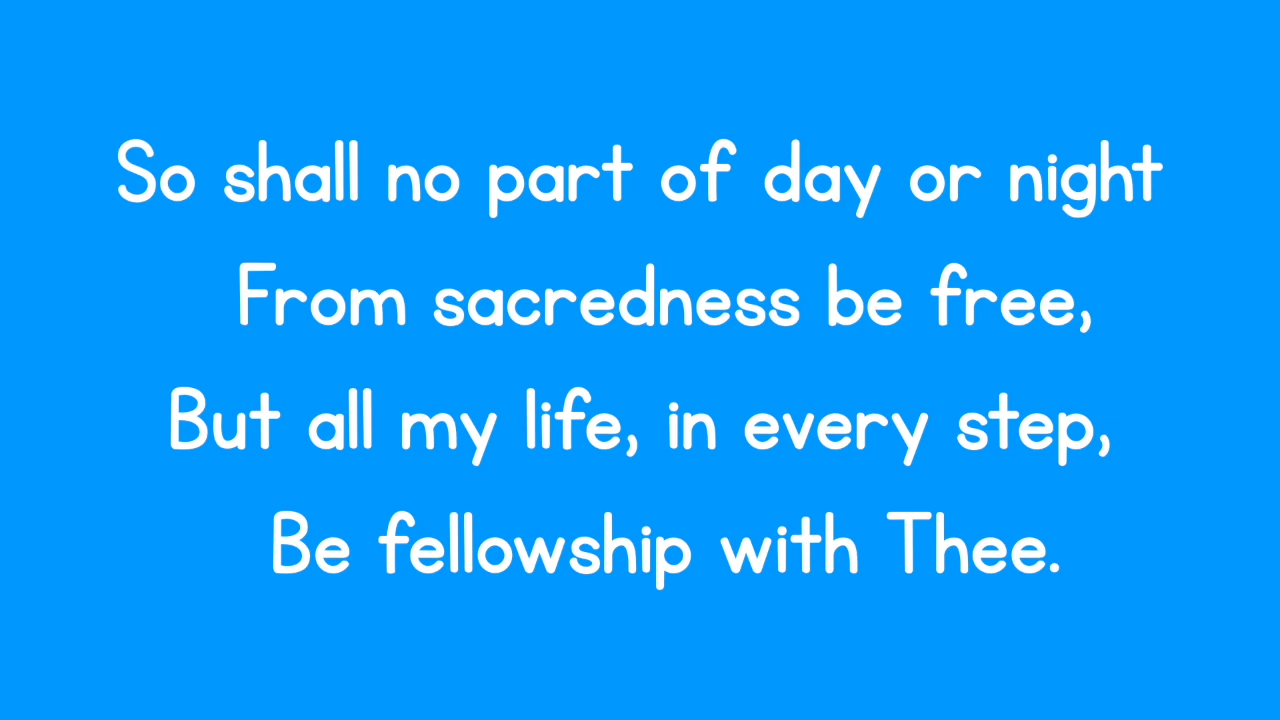 So shall no part of day or night
From sacredness be free,
But all my life, in every step,
Be fellowship with Thee.